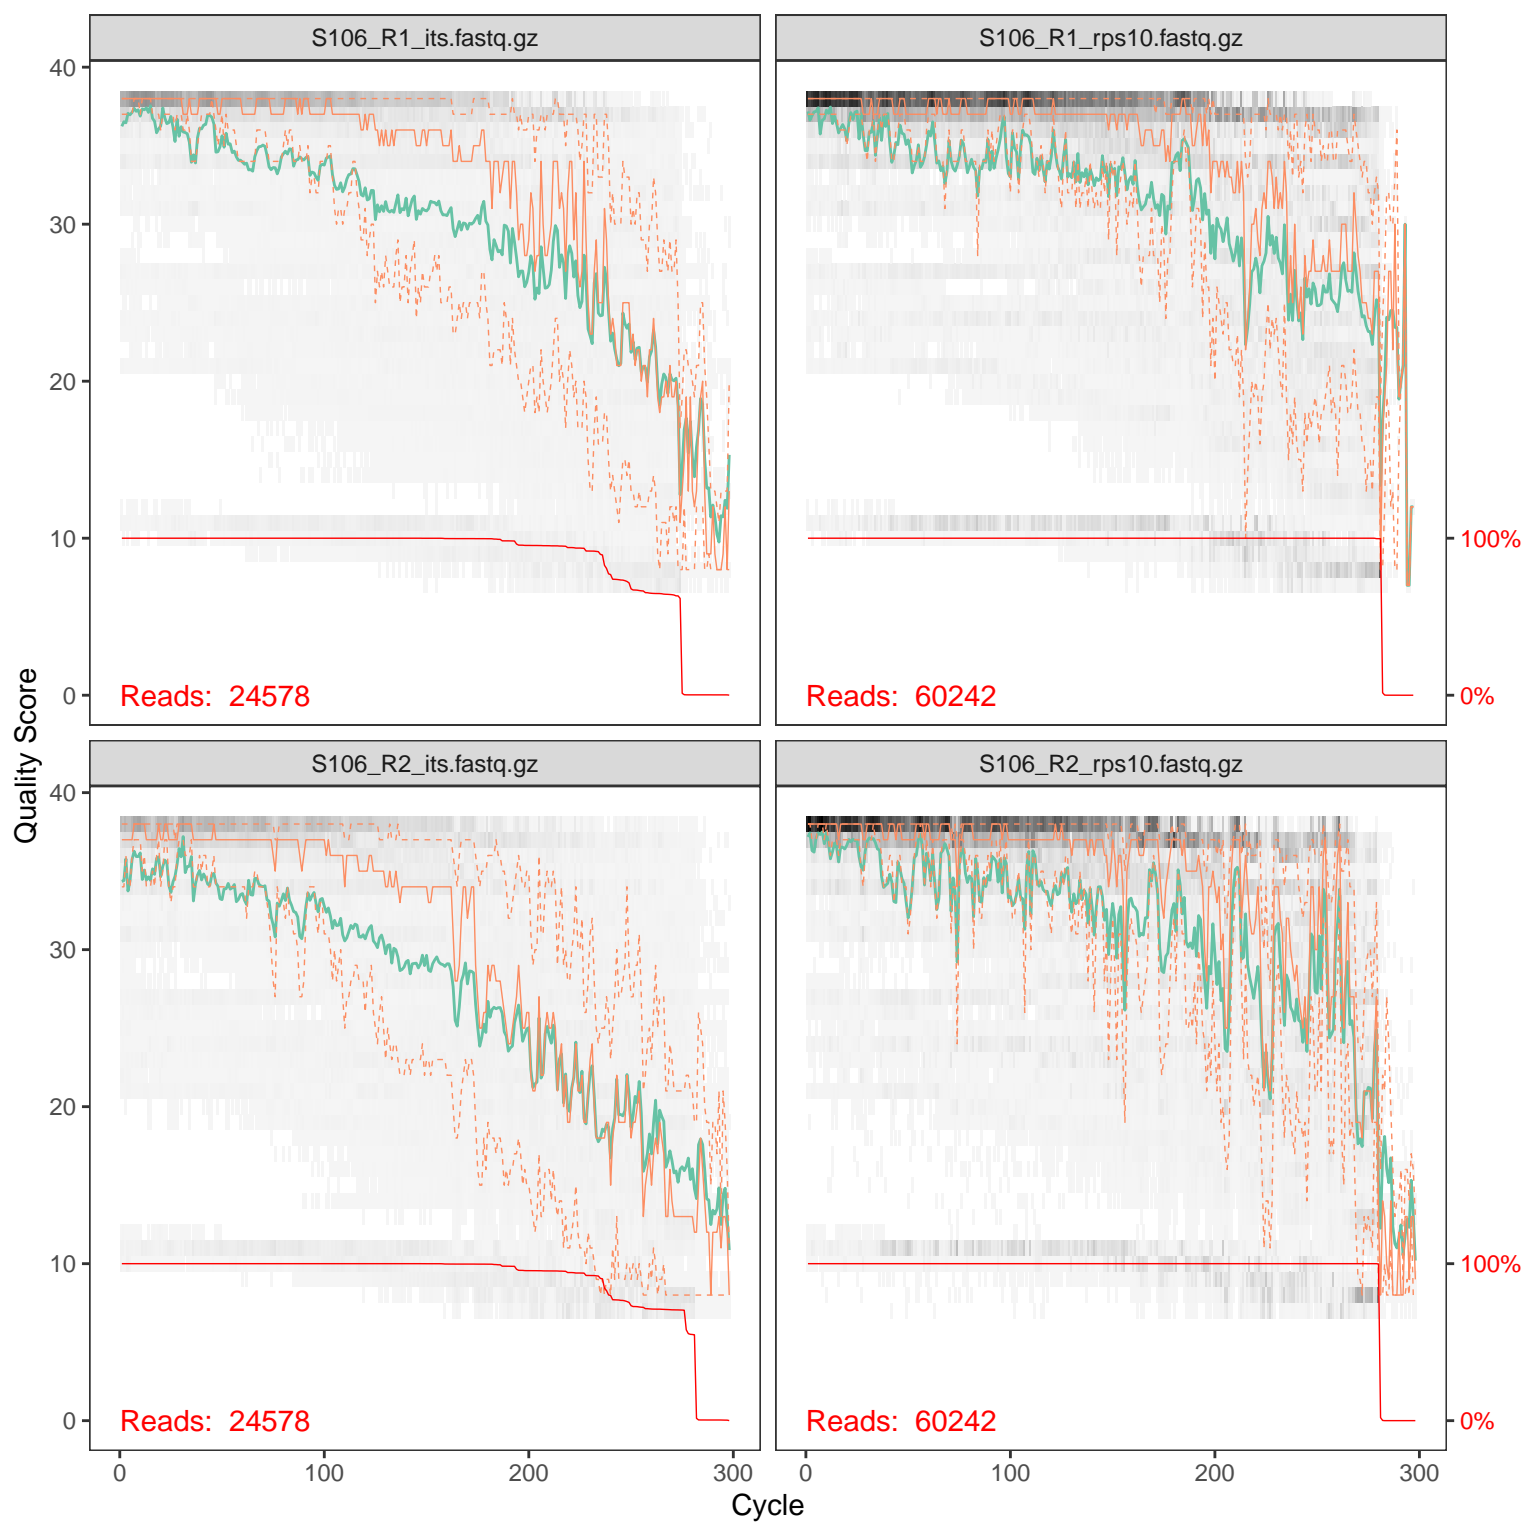 S106_R1_its.fastq.gz
S106_R1_rps10.fastq.gz
40
30
20
10
0
Reads: 24578
Reads: 60242
100%
0%
Quality Score
S106_R2_its.fastq.gz
S106_R2_rps10.fastq.gz
40
30
20
10
0
Reads: 24578
Reads: 60242
100%
0%
0 100 200 300
0 100 200 300
Cycle